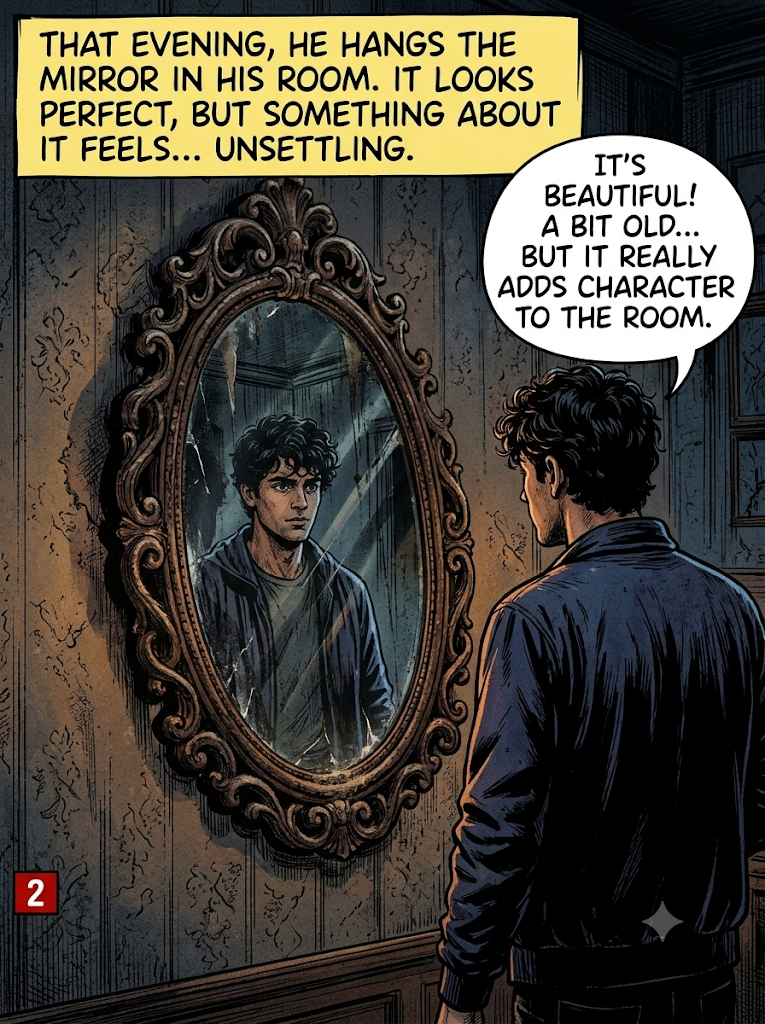 THAT EVENING, HE HANGS THE
MIRROR IN HIS ROOM. IT LOOKS
PERFECT, BUT SOMETHING ABOUT
IT FEELS... UNSETTLING.
IT'S
BEAUTIFUL!
A BIT OLD...
BUT IT REALLY
ADDS CHARACTER
TO THE ROOM.
2